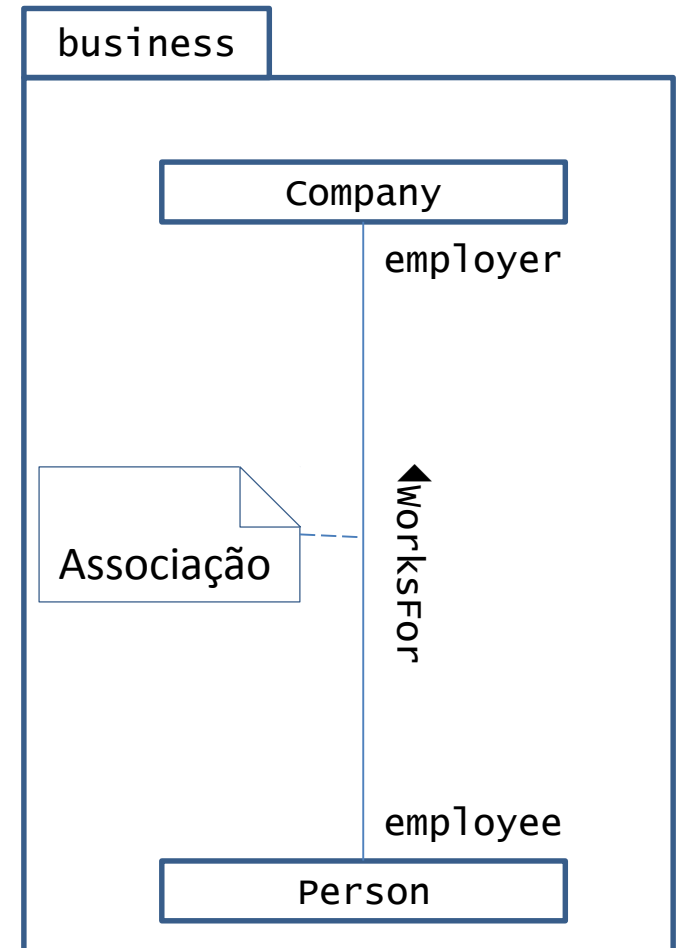 business
Company
employer
WorksFor
Associação
employee
Person